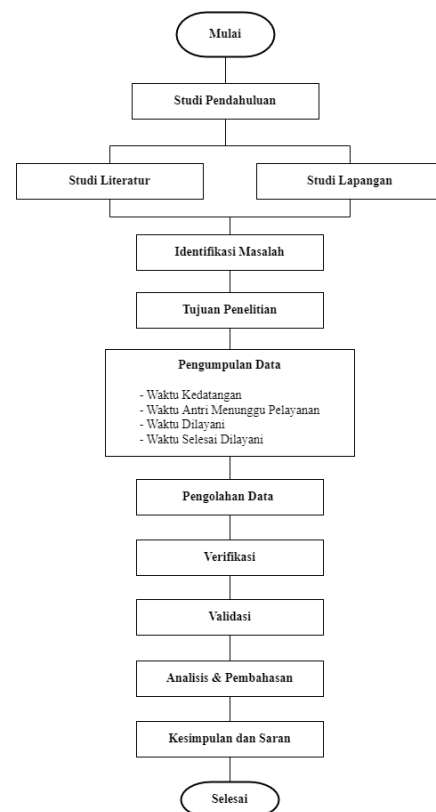 Mulai
Studi Pendahuluan
Studi Literatur
Studi Lapangan
Identifikasi Masalah
Tujuan Penelitian
Pengumpulan Data
- Waktu Kedatangan
- Waktu Antri Menunggu Pelayanan
- Waktu Dilayani
- Waktu Selesai Dilayani
Pengolahan Data
Verifikasi
Validasi
Analisis & Pembahasan
Kesimpulan dan Saran
Selesai